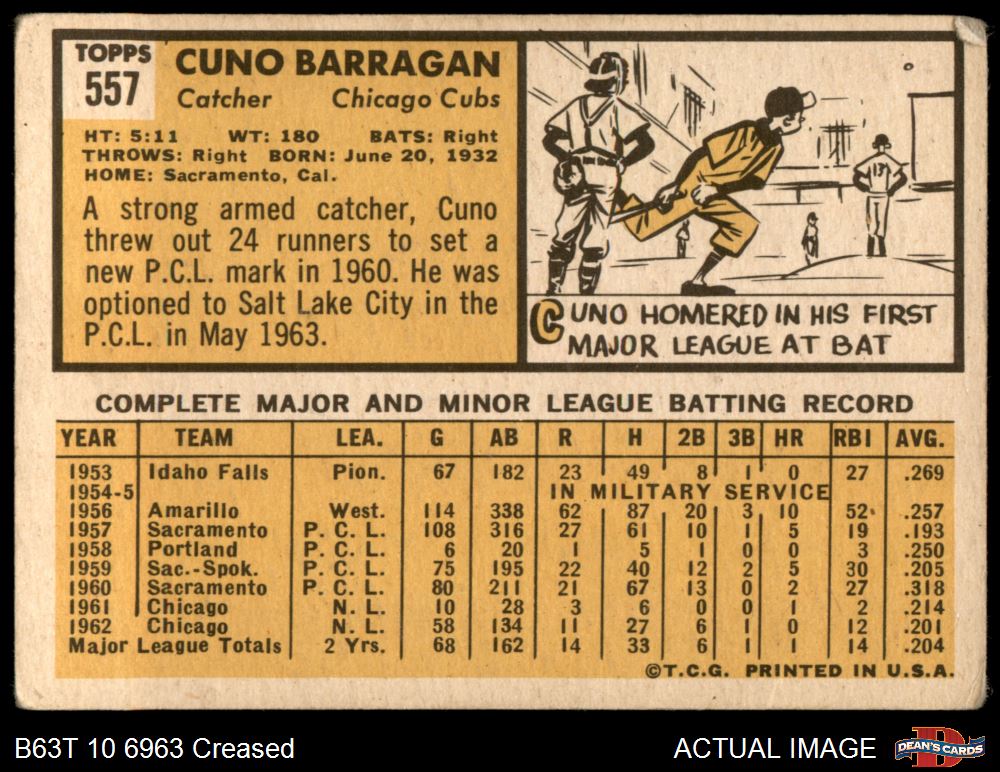 TOPPS
557
CUNO BARRAGAN
Catcher Chicago Cubs
HT: 5:11 WT: 180 BATS: Right
THROWS: Right BORN: June 20, 1932
HOME: Sacramento, Cal.
A strong armed catcher, Cuno
threw out 24 runners to set a
new P.C.L. mark in 1960. He was
optioned to Salt Lake City in the
P.C.L. in May 1963.
13
CUNO HOMERED IN HIS FIRST
MAJOR LEAGUE AT BAT
COMPLETE MAJOR AND MINOR LEAGUE BATTING RECORD
YEAR TEAM LEA. G AB R H 2B 3B HR RBI AVG.
1953 Idaho Falls Pion. 67 182 23 49 8 1 0 27 .269
1954-5 IN MILITARY SERVICE
1956 Amarillo West. 114 338 62 87 20 3 10 52 .257
1957 Sacramento P. C. L. 108 316 27 61 10 1 5 19 .193
1958 Portland P. C. L. 6 20 1 5 1 0 0 3 .250
1959 Sac.-Spok. P. C. L. 75 195 22 40 12 2 5 30 .205
1960 Sacramento P. C. L. 80 211 21 67 13 0 2 27 .318
1961 Chicago N. L. 10 28 3 6 0 0 1 2 .214
1962 Chicago N. L. 58 134 11 27 6 1 0 12 .201
Major League Totals 2 Yrs. 68 162 14 33 6 1 1 14 .204
©T.C.G. PRINTED IN U.S.A.
B63T 10 6963 Creased
ACTUAL IMAGE
DEAN'S CARDS